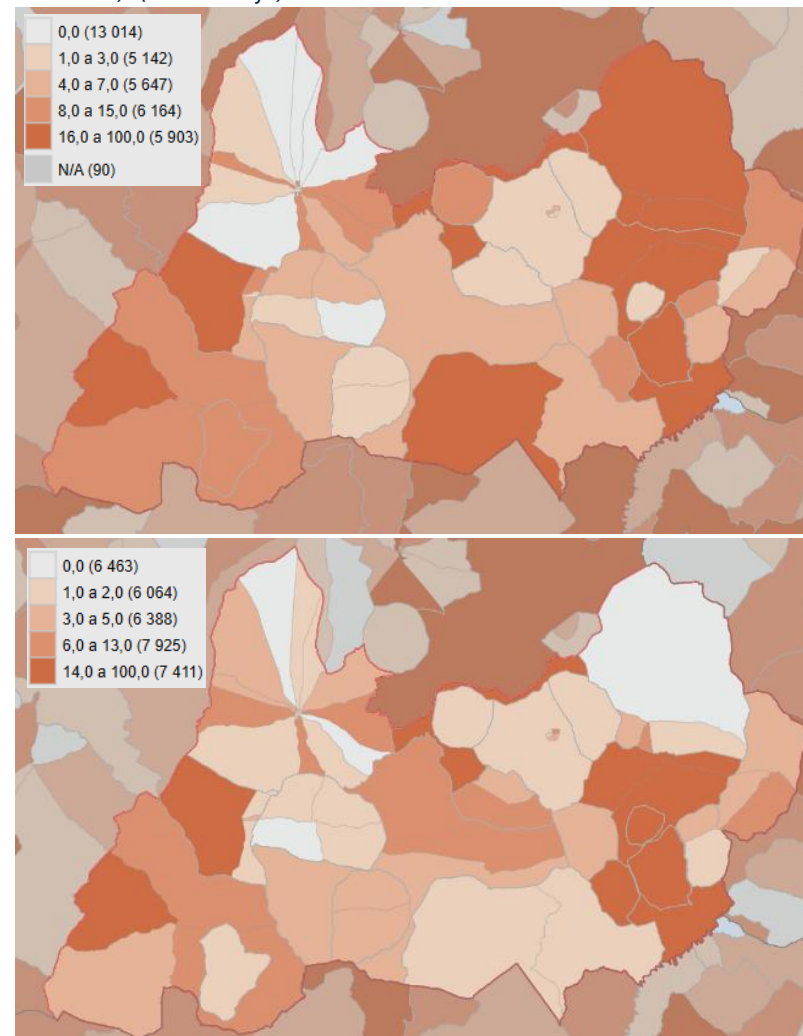 0,0 (13 014)
1,0 a 3,0 (5 142)
4,0 a 7,0 (5 647)
8,0 a 15,0 (6 164)
16,0 a 100,0 (5 903)
N/A (90)
0,0 (6 463)
1,0 a 2,0 (6 064)
3,0 a 5,0 (6 388)
6,0 a 13,0 (7 925)
14,0 a 100,0 (7 411)